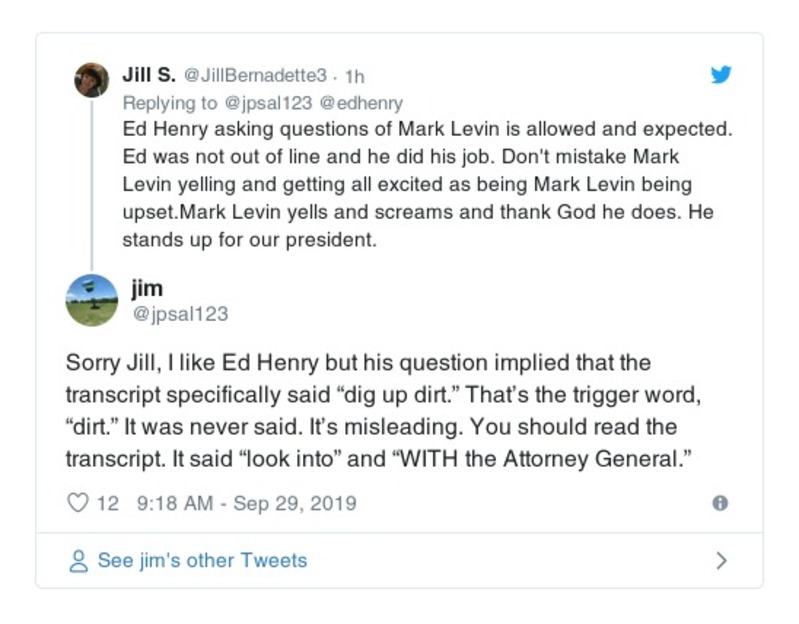 Jill S. @JillBernadette3 · 1h
Replying to @jpsal123 @edhenry
Ed Henry asking questions of Mark Levin is allowed and expected.
Ed was not out of line and he did his job. Don't mistake Mark
Levin yelling and getting all excited as being Mark Levin being
upset.Mark Levin yells and screams and thank God he does. He
stands up for our president.
jim
@jpsal123
Sorry Jill, I like Ed Henry but his question implied that the
transcript specifically said “dig up dirt.” That’s the trigger word,
“dirt.” It was never said. It’s misleading. You should read the
transcript. It said “look into” and “WITH the Attorney General.”
12 9:18 AM - Sep 29, 2019
See jim's other Tweets